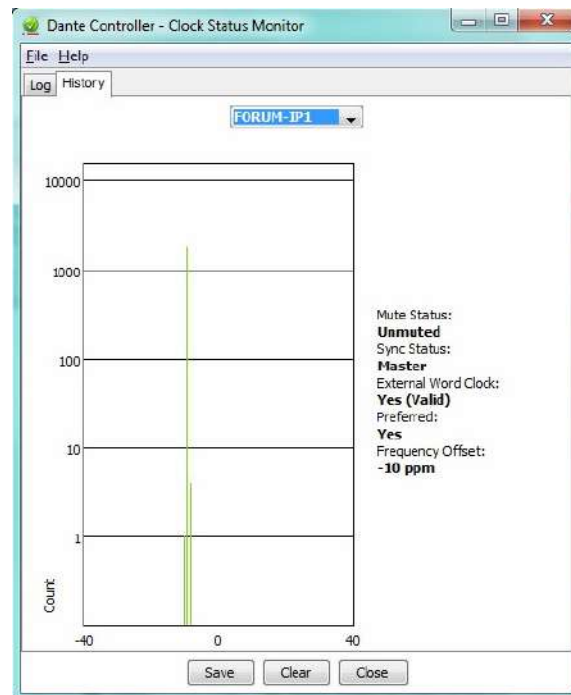 Dante Controller - Clock Status Monitor
File Help
Log History
FORUM-IP1
10000
1000
100
10
1
Count
-40 0 40
Mute Status:
Unmuted
Sync Status:
Master
External Word Clock:
Yes (Valid)
Preferred:
Yes
Frequency Offset:
-10 ppm
Save Clear Close